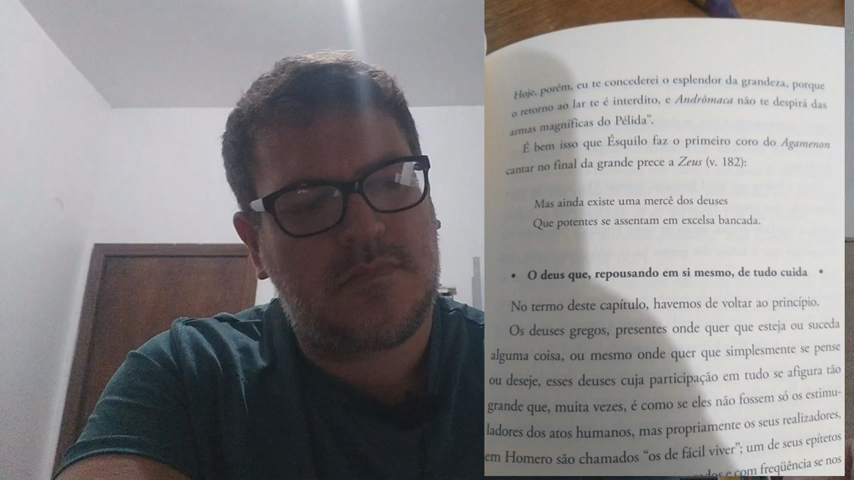 Hoje, porém, eu te concederei o esplendor da grandeza, porque
o retorno ao lar te é interdito, e Andrômaca não te despirá das
armas magníficas do Pélida".
É bem isso que Ésquilo faz o primeiro coro do Agamenon
cantar no final da grande prece a Zeus (v. 182):
Mas ainda existe uma mercê dos deuses
Que potentes se assentam em excelsa bancada.
• O deus que, repousando em si mesmo, de tudo cuida •
No termo deste capítulo, havemos de voltar ao princípio.
Os deuses gregos, presentes onde quer que esteja ou suceda
alguma coisa, ou mesmo onde quer que simplesmente se pense
ou deseje, esses deuses cuja participação em tudo se afigura tão
grande que, muita vezes, é como se eles não fossem só os estimu-
ladores dos atos humanos, mas propriamente os seus realizadores,
em Homero são chamados "os de fácil viver"; um de seus epítetos
e com freqüência se nos